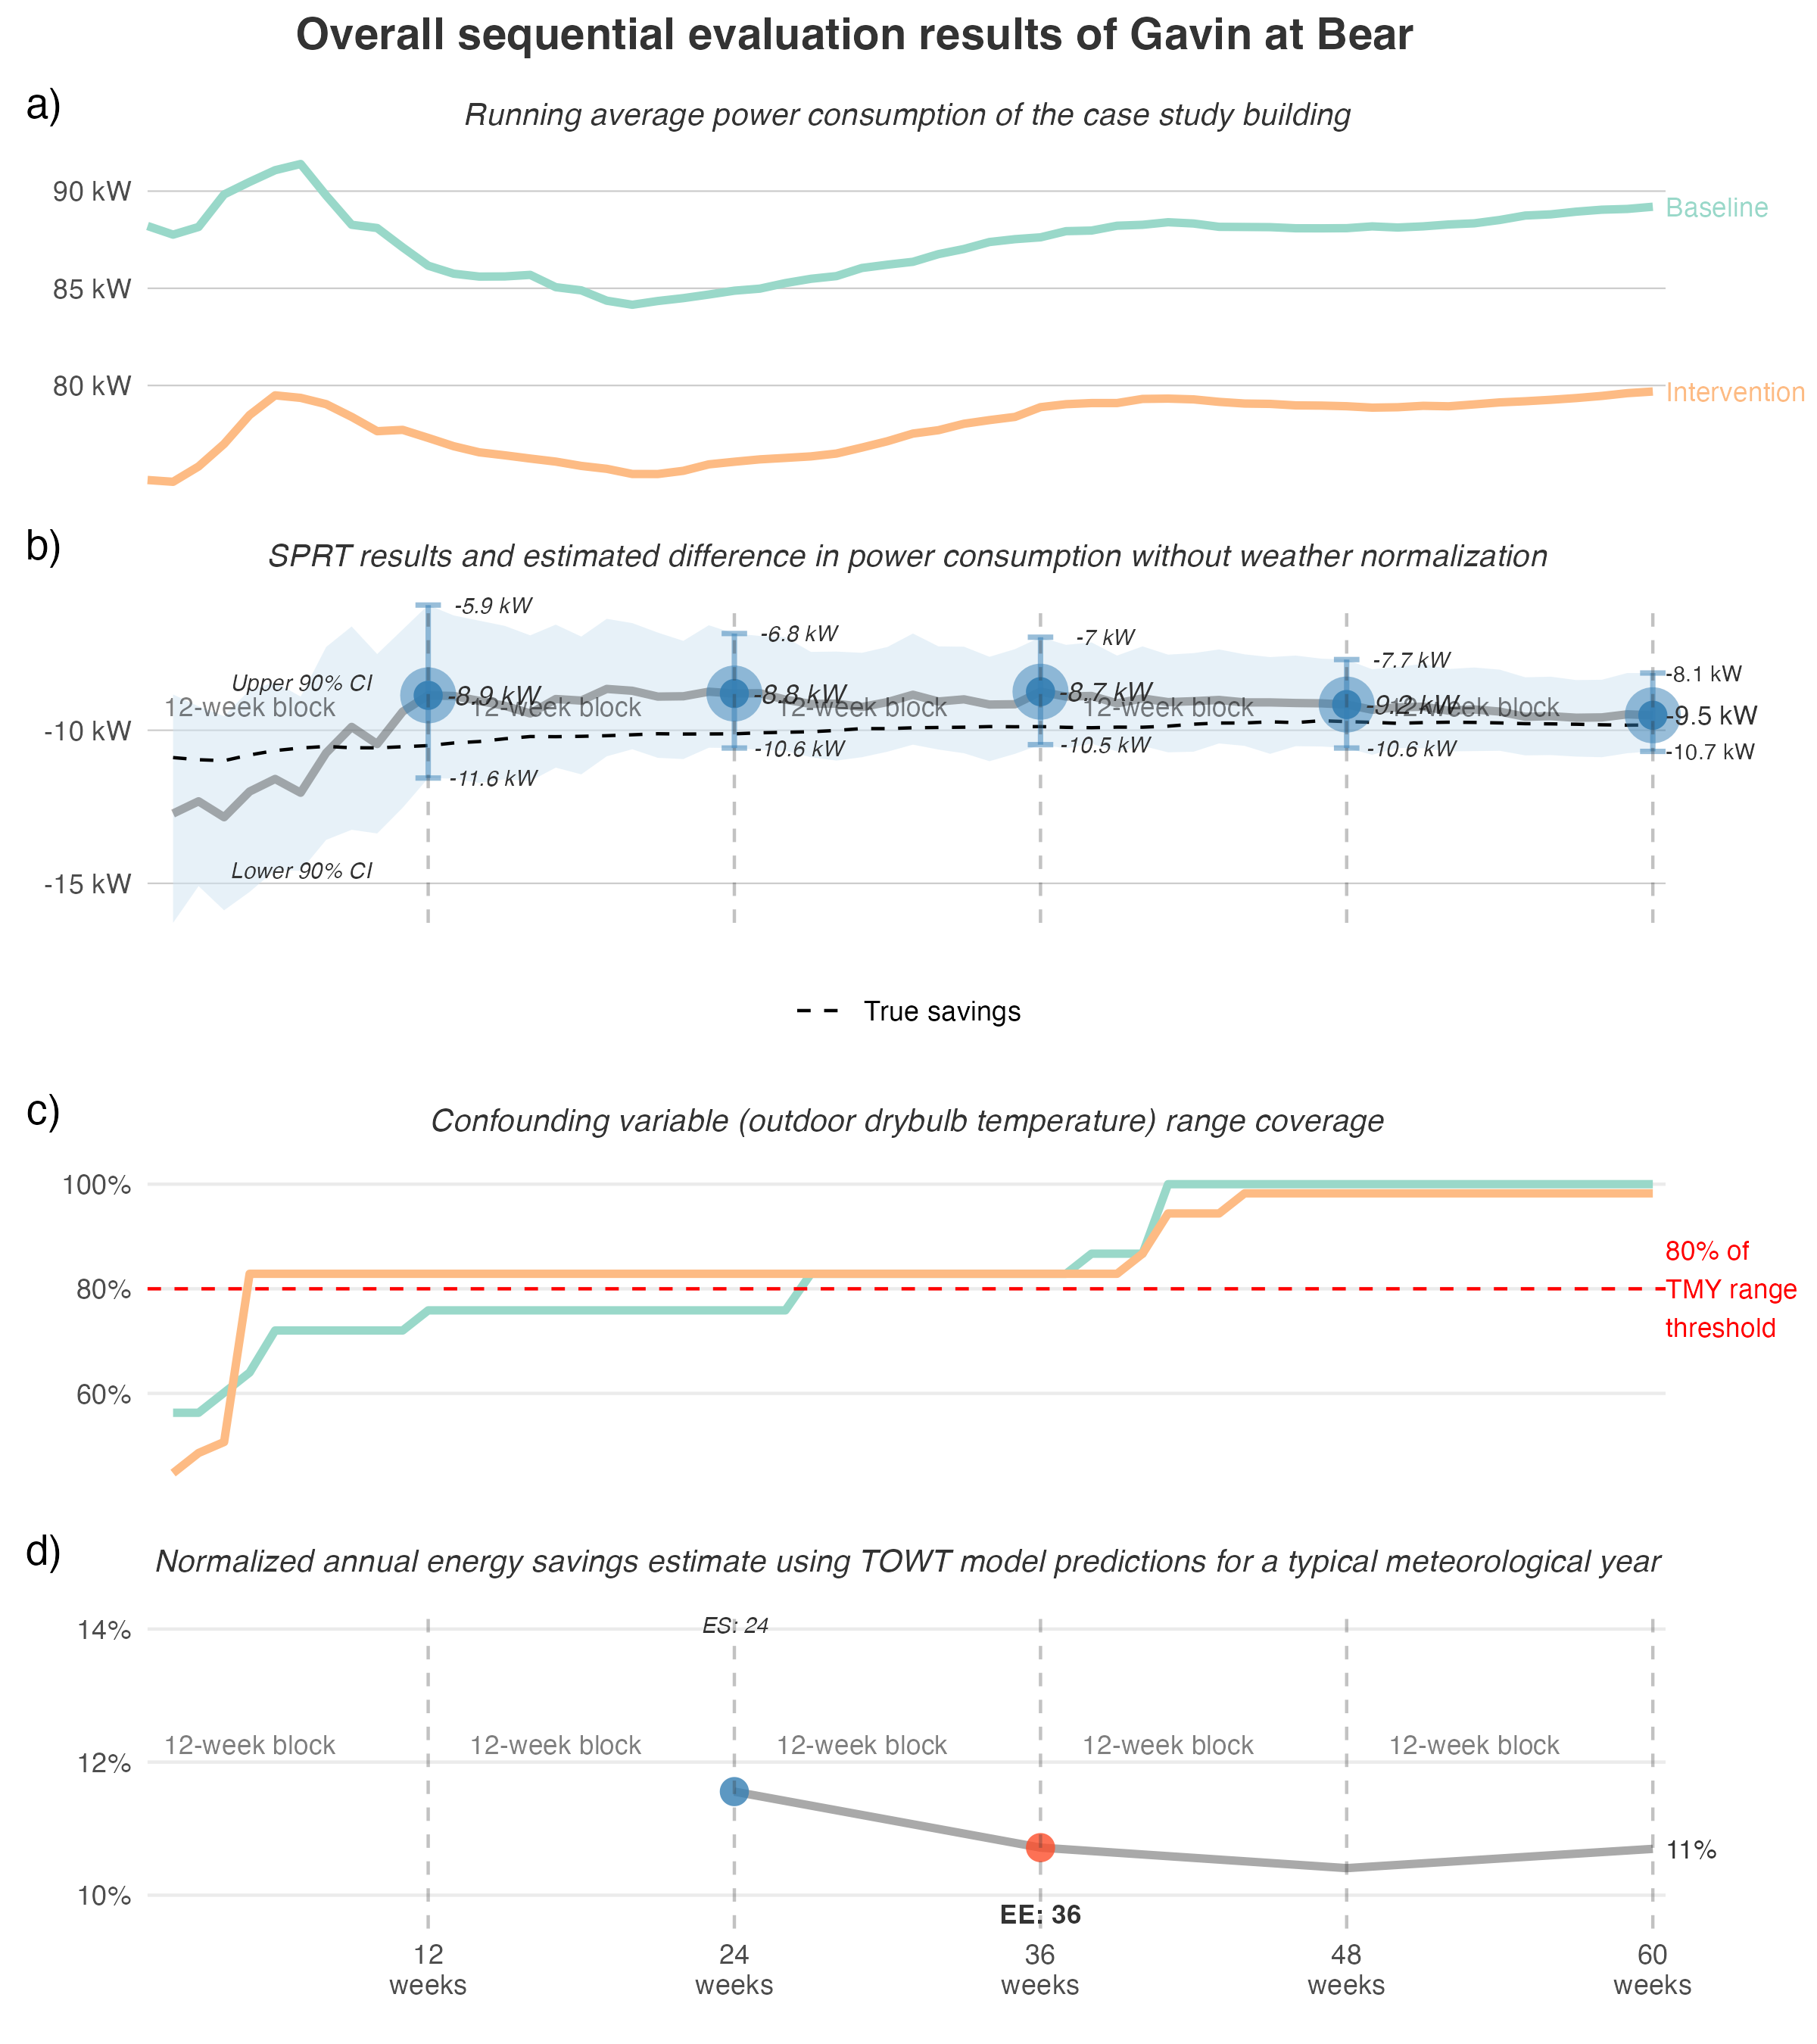 Overall sequential evaluation results of Gavin at Bear
a)
Running average power consumption of the case study building
90 kW
85 kW
80 kW
Baseline
Intervention
b)
SPRT results and estimated difference in power consumption without weather normalization
-5.9 kW
-6.8 kW
-7 kW
-7.7 kW
-8.1 kW
Upper 90% CI
-8.9 kW
-8.8 kW
-8.7 kW
-9.2 kW
-9.5 kW
12-week block
12-week block
12-week block
12-week block
12-week block
-10 kW
-11.6 kW
-10.6 kW
-10.5 kW
-10.6 kW
-10.7 kW
Lower 90% CI
-15 kW
True savings
c)
Confounding variable (outdoor drybulb temperature) range coverage
100%
80%
60%
80% of
TMY range
threshold
d)
Normalized annual energy savings estimate using TOWT model predictions for a typical meteorological year
14%
ES: 24
12-week block
12-week block
12-week block
12-week block
12-week block
12%
11%
10%
EE: 36
12
weeks
24
weeks
36
weeks
48
weeks
60
weeks